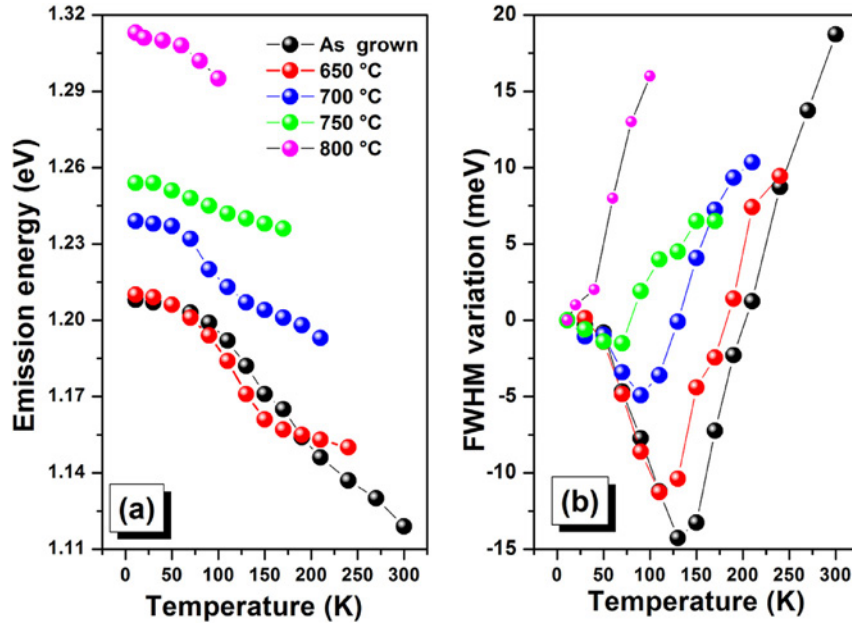 1.32
1.29
1.26
1.23
1.20
1.17
1.14
1.11
Emission energy (eV)
As grown
650 °C
700 °C
750 °C
800 °C
(a)
0 50 100 150 200 250 300
Temperature (K)
20
15
10
5
0
-5
-10
-15
FWHM variation (meV)
(b)
0 50 100 150 200 250 300
Temperature (K)